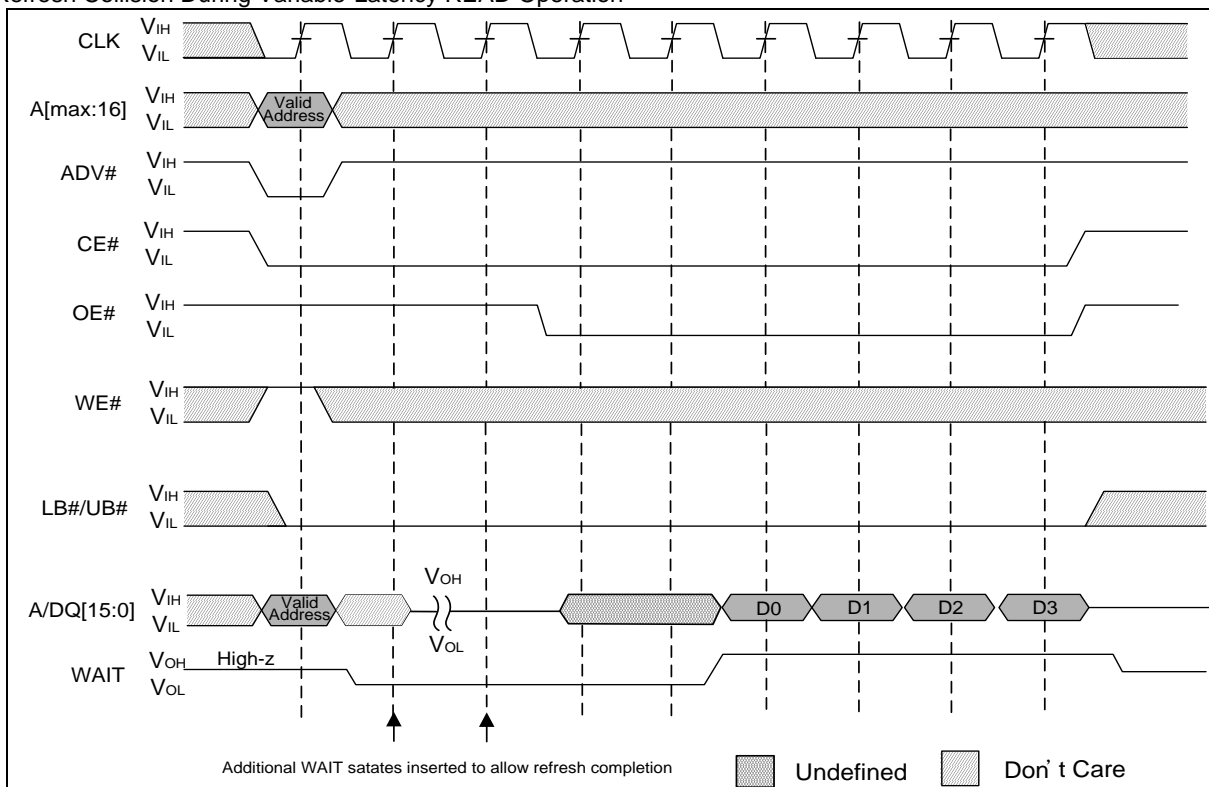 Refresh Collision During Variable-Latency READ Operation
CLK VIH
VIL
A[max:16] VIH
VIL
Valid
Address
ADV# VIH
VIL
CE# VIH
VIL
OE# VIH
VIL
WE# VIH
VIL
LB#/UB# VIH
VIL
A/DQ[15:0] VIH
VIL
Valid
Address
VOH
VOL
D0 D1 D2 D3
WAIT VOH
VOL
High-z
Additional WAIT satates inserted to allow refresh completion
Undefined Don't Care